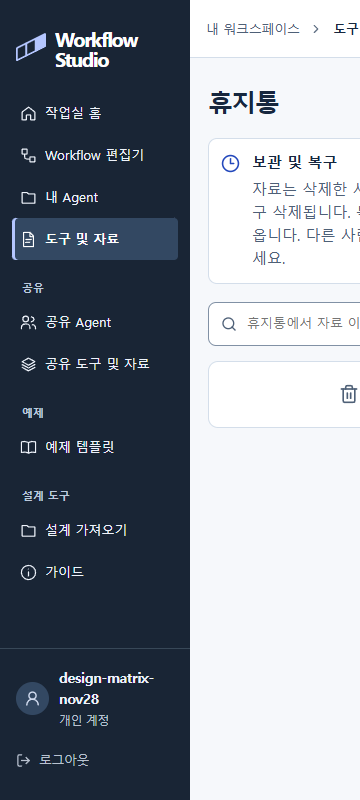 Workflow
Studio
작업실 홈
Workflow 편집기
내 Agent
도구 및 자료
공유
공유 Agent
공유 도구 및 자료
예제
예제 템플릿
설계 도구
설계 가져오기
가이드
design-matrix-
nov28
개인 계정
로그아웃
내 워크스페이스
도구
휴지통
보관 및 복구
자료는 삭제한
구 삭제됩니다.
옵니다. 다른
세요.
휴지통에서 자료 이